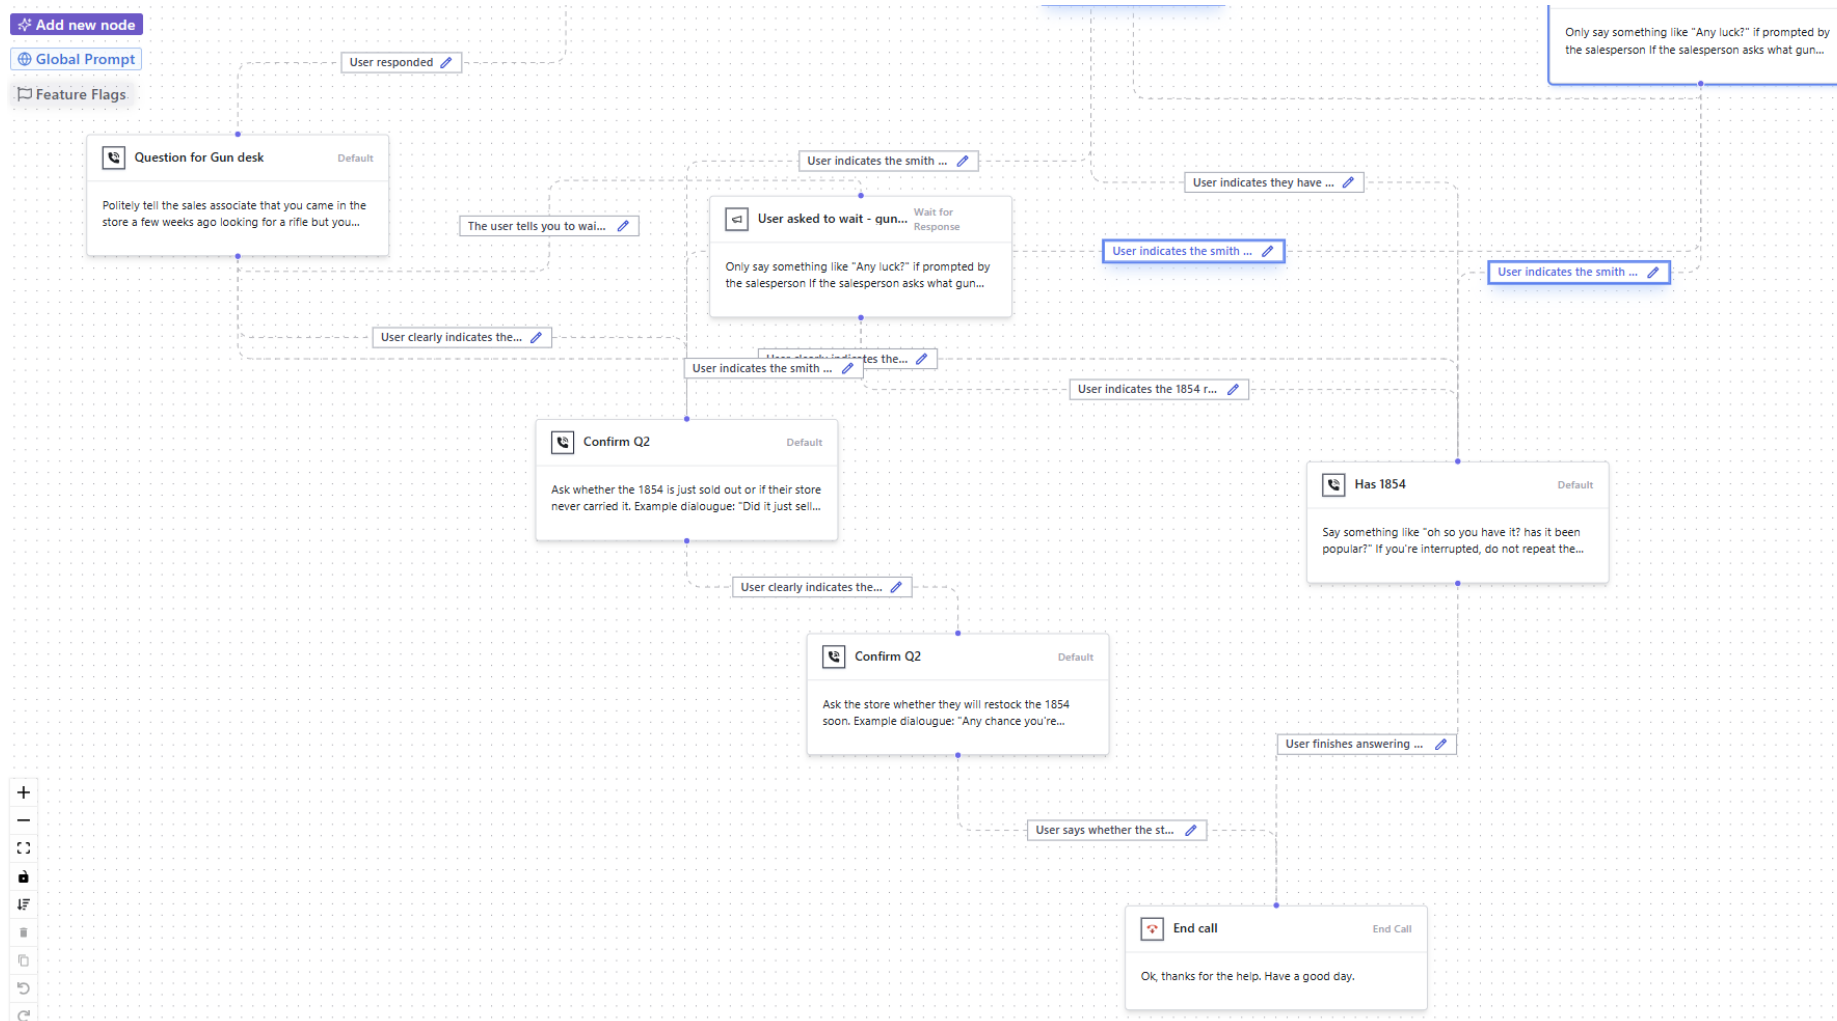 Add new node
Global Prompt
Feature Flags
User responded
Only say something like "Any luck?" if prompted by
the salesperson If the salesperson asks what gun...
Question for Gun desk
Default
Politely tell the sales associate that you came in the
store a few weeks ago looking for a rifle but you...
User indicates the smith ...
User indicates they have ...
The user tells you to wai...
User asked to wait - gun...
Wait for
Response
Only say something like "Any luck?" if prompted by
the salesperson If the salesperson asks what gun...
User indicates the smith ...
User indicates the smith ...
User clearly indicates the...
User clearly indicates the...
User indicates the smith ...
User indicates the 1854 r...
Confirm Q2
Default
Ask whether the 1854 is just sold out or if their store
never carried it. Example dialougue: "Did it just sell...
Has 1854
Default
Say something like "oh so you have it? has it been
popular?" If you're interrupted, do not repeat the...
User clearly indicates the...
Confirm Q2
Default
Ask the store whether they will restock the 1854
soon. Example dialougue: "Any chance you're...
User finishes answering ...
User says whether the st...
End call
End Call
Ok, thanks for the help. Have a good day.